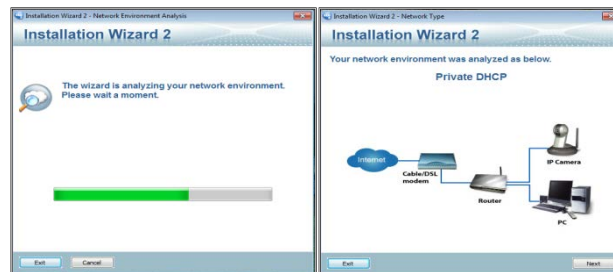 Installation Wizard 2 - Network Environment Analysis
Installation Wizard 2
The wizard is analyzing your network environment.
Please wait a moment.
Exit
Cancel
Installation Wizard 2 - Network Type
Installation Wizard 2
Your network environment was analyzed as below.
Private DHCP
Internet
Cable/DSL
modem
Router
IP Camera
PC
Exit
Next